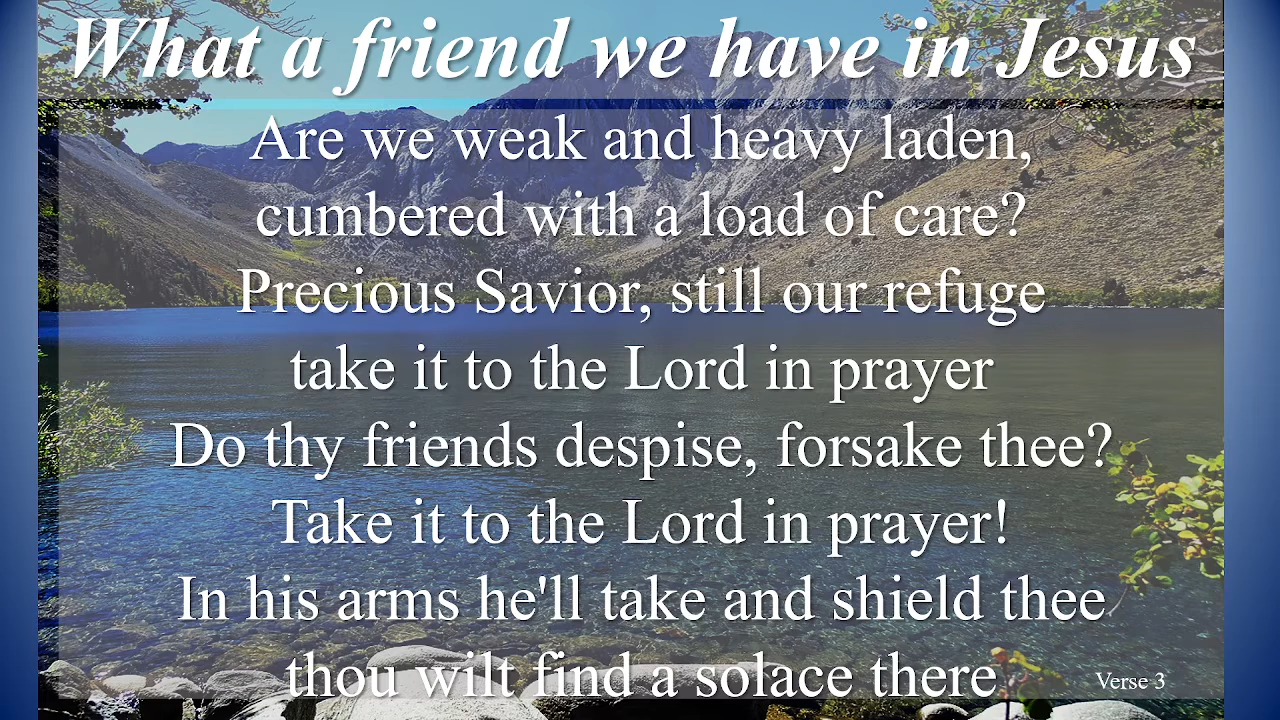 What a friend we have in Jesus
Are we weak and heavy laden,
cumbered with a load of care?
Precious Savior, still our refuge
take it to the Lord in prayer
Do thy friends despise, forsake thee?
Take it to the Lord in prayer!
In his arms he'll take and shield thee
thou wilt find a solace there
Verse 3